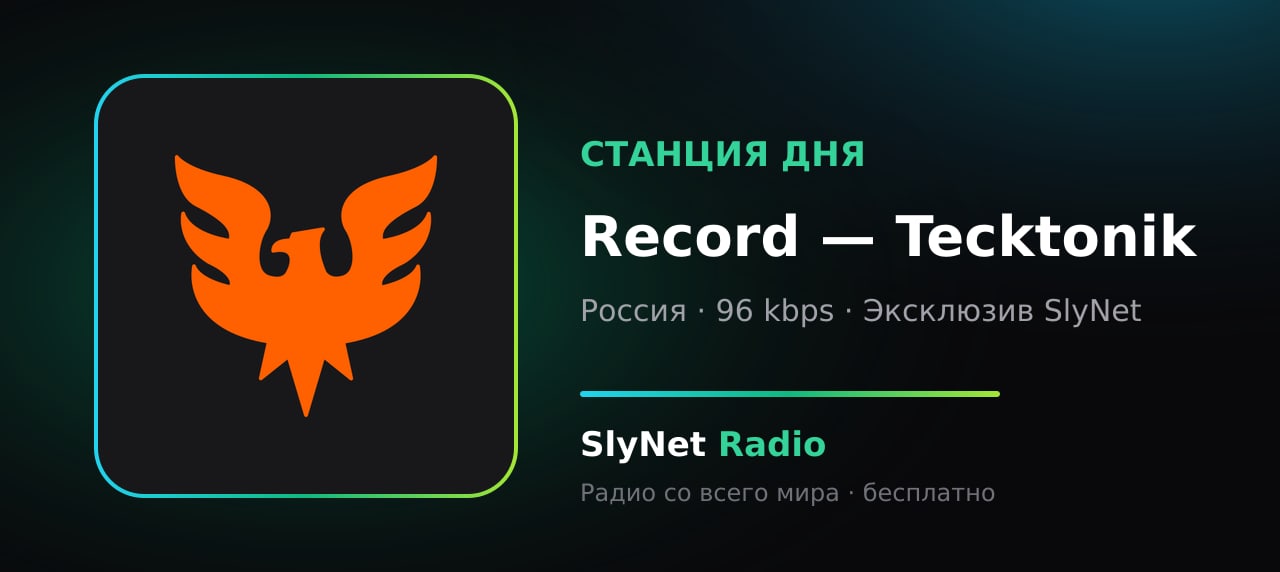 СТАНЦИЯ ДНЯ
Record — Tecktonik
Россия · 96 kbps · Эксклюзив SlyNet
SlyNet Radio
Радио со всего мира · бесплатно